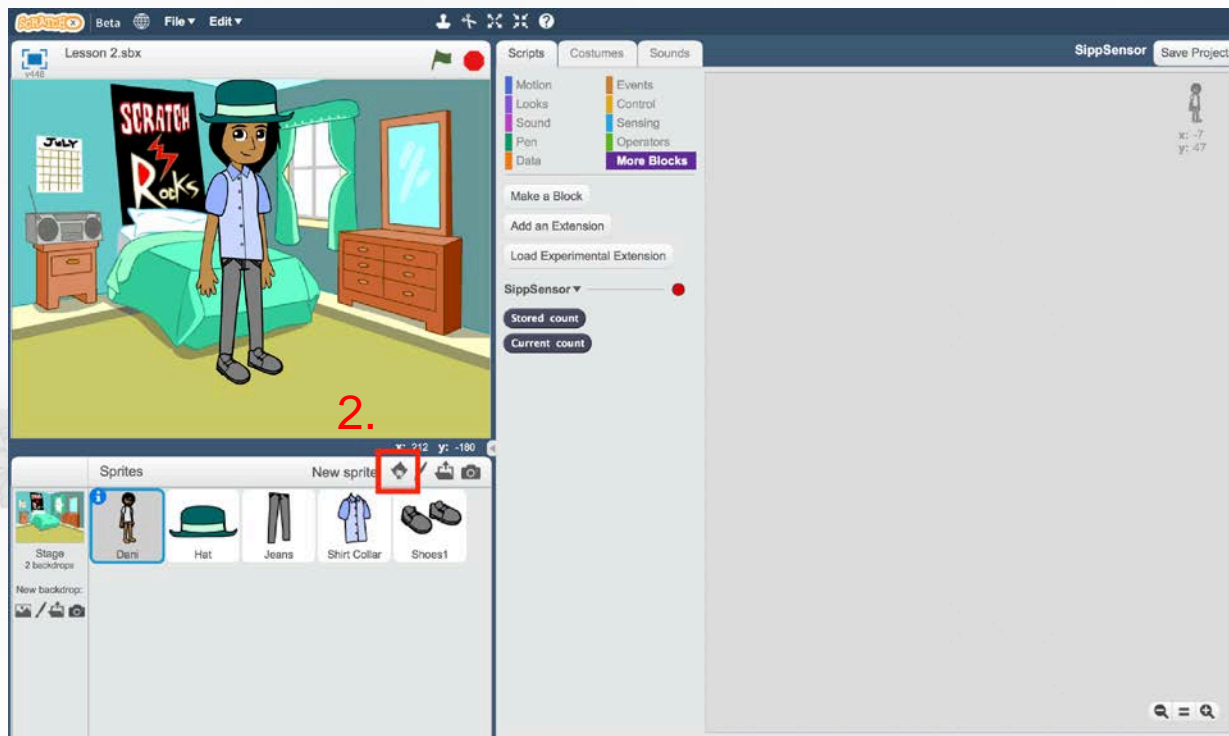 SCRATCHX Beta File▼ Edit▼
Lesson 2.sbx
v448
SCRATCH
Rocks
JULY
2.
x: 212 y: -180
Sprites New sprite
Stage
2 backdrops
New backdrop:
Dani
Hat
Jeans
Shirt Collar
Shoes1
Scripts Costumes Sounds
Motion Events
Looks Control
Sound Sensing
Pen Operators
Data More Blocks
Make a Block
Add an Extension
Load Experimental Extension
SippSensor▼
Stored count
Current count
SippSensor Save Project
x: -7
y: 47